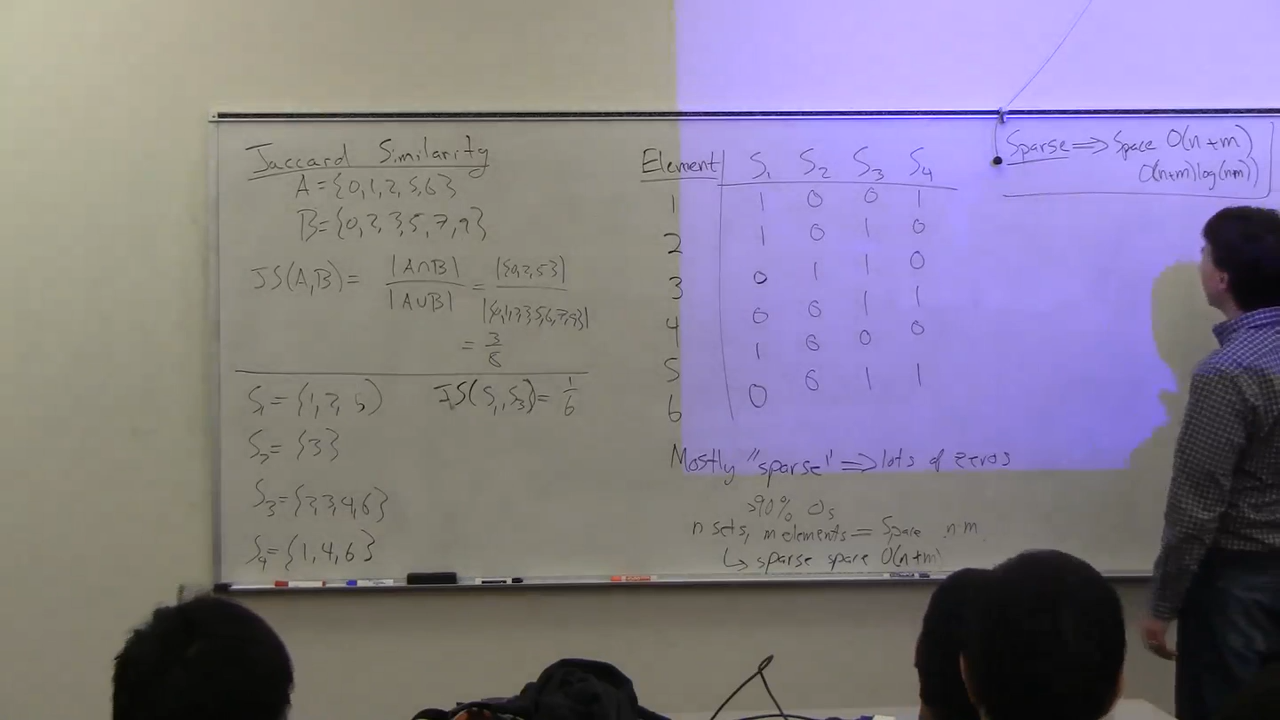 Jaccard Similarity
A = {0,1,2,5,6}
B = {0,2,3,5,7,9}
JS(A,B) = |A∩B| / |A∪B| = |{0,2,5}| / |{0,1,2,3,5,6,7,9}|
= 3/8
S1 = {1,2,5} JS(S1,S3) = 1/6
S2 = {3}
S3 = {2,3,4,6}
S4 = {1,4,6}
Element S1 S2 S3 S4
1 1 0 0 1
2 1 0 1 0
3 0 1 1 0
4 0 0 1 1
5 1 0 0 0
6 0 0 1 1
Mostly "sparse" => lots of zeros
>90% 0s
n sets, m elements = Space n m
↳ sparse space O(n+m)
Sparse => Space O(n+m)
O(n+m)log(nm))